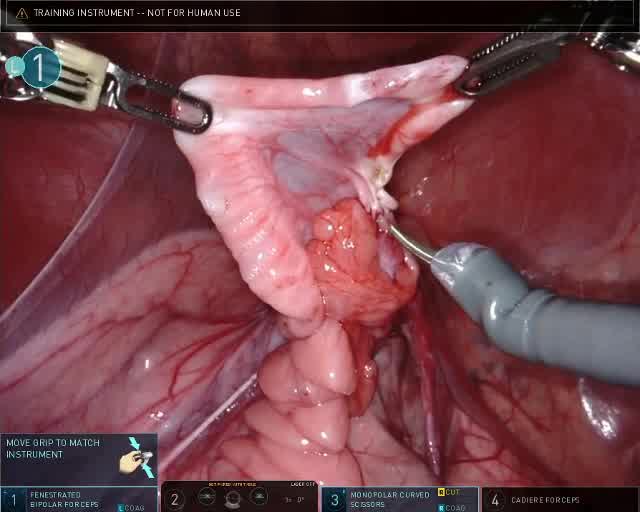 TRAINING INSTRUMENT -- NOT FOR HUMAN USE
1
MOVE GRIP TO MATCH
INSTRUMENT
1
FENESTRATED
BIPOLAR FORCEPS
COAG
2
3
MONOPOLAR CURVED
SCISSORS
CUT
COAG
4
CADIERE FORCEPS